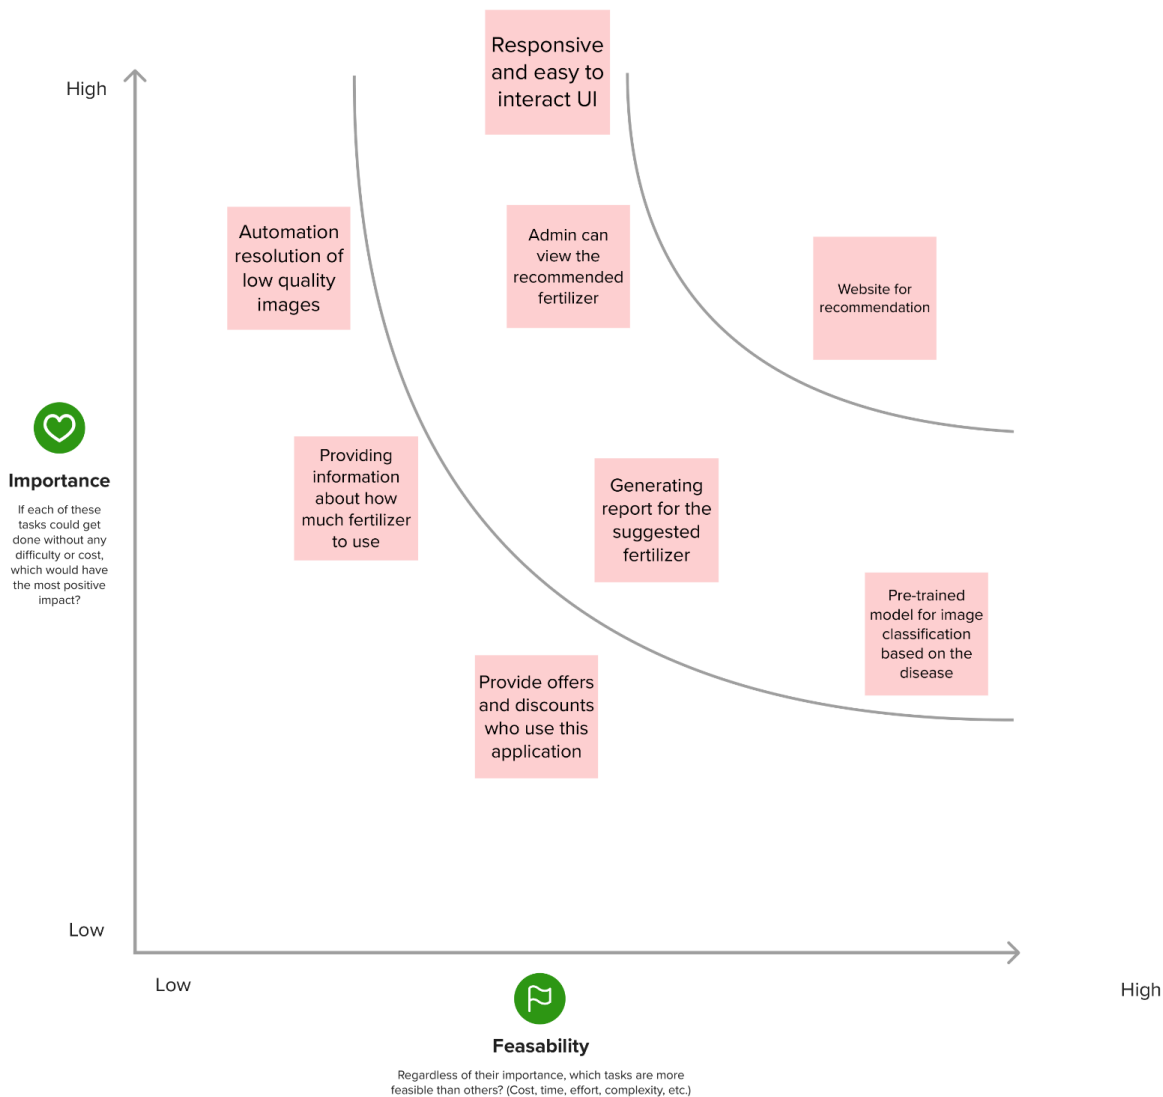 Responsive
and easy to
interact UI
High
Automation
resolution of
low quality
images
Admin can
view the
recommended
fertilizer
Website for
recommendation
Importance
If each of these
tasks could get
done without any
difficulty or cost,
which would have
the most positive
impact?
Providing
information
about how
much fertilizer
to use
Generating
report for the
suggested
fertilizer
Pre-trained
model for image
classification
based on the
disease
Provide offers
and discounts
who use this
application
Low
Low
High
Feasability
Regardless of their importance, which tasks are more
feasible than others? (Cost, time, effort, complexity, etc.)